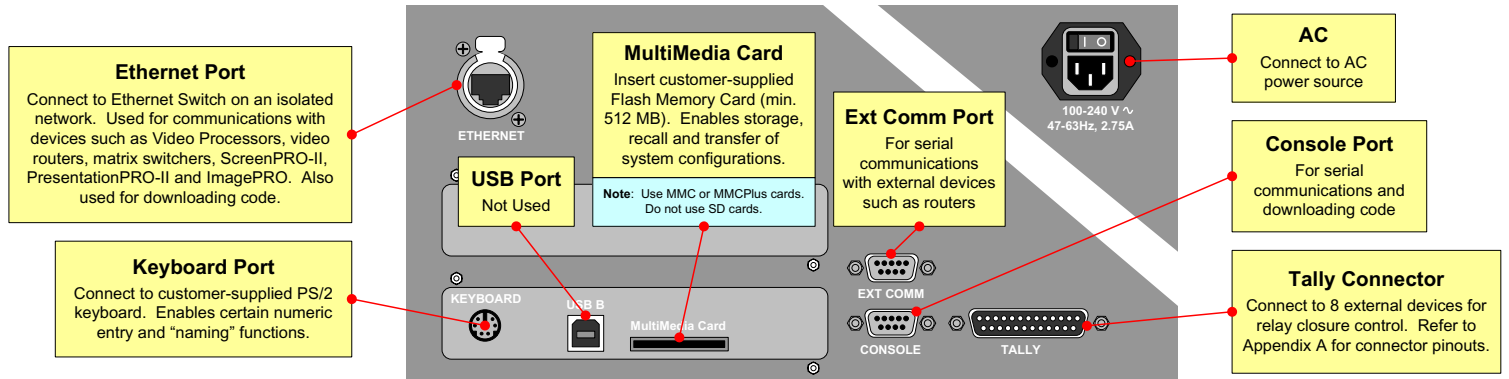 Ethernet Port
Connect to Ethernet Switch on an isolated
network.  Used for communications with
devices such as Video Processors, video
routers, matrix switchers, ScreenPRO-II,
PresentationPRO-II and ImagePRO.  Also
used for downloading code.
Keyboard Port
Connect to customer-supplied PS/2
keyboard.  Enables certain numeric
entry and “naming” functions.
ETHERNET
USB Port
Not Used
MultiMedia Card
Insert customer-supplied
Flash Memory Card (min.
512 MB).  Enables storage,
recall and transfer of
system configurations.
Note:  Use MMC or MMCPlus cards.
Do not use SD cards.
Ext Comm Port
For serial
communications
with external devices
such as routers
KEYBOARD
USB B
MultiMedia Card
EXT COMM
CONSOLE
TALLY
I O
100-240 V ∿
47-63Hz, 2.75A
AC
Connect to AC
power source
Console Port
For serial
communications and
downloading code
Tally Connector
Connect to 8 external devices for
relay closure control.  Refer to
Appendix A for connector pinouts.